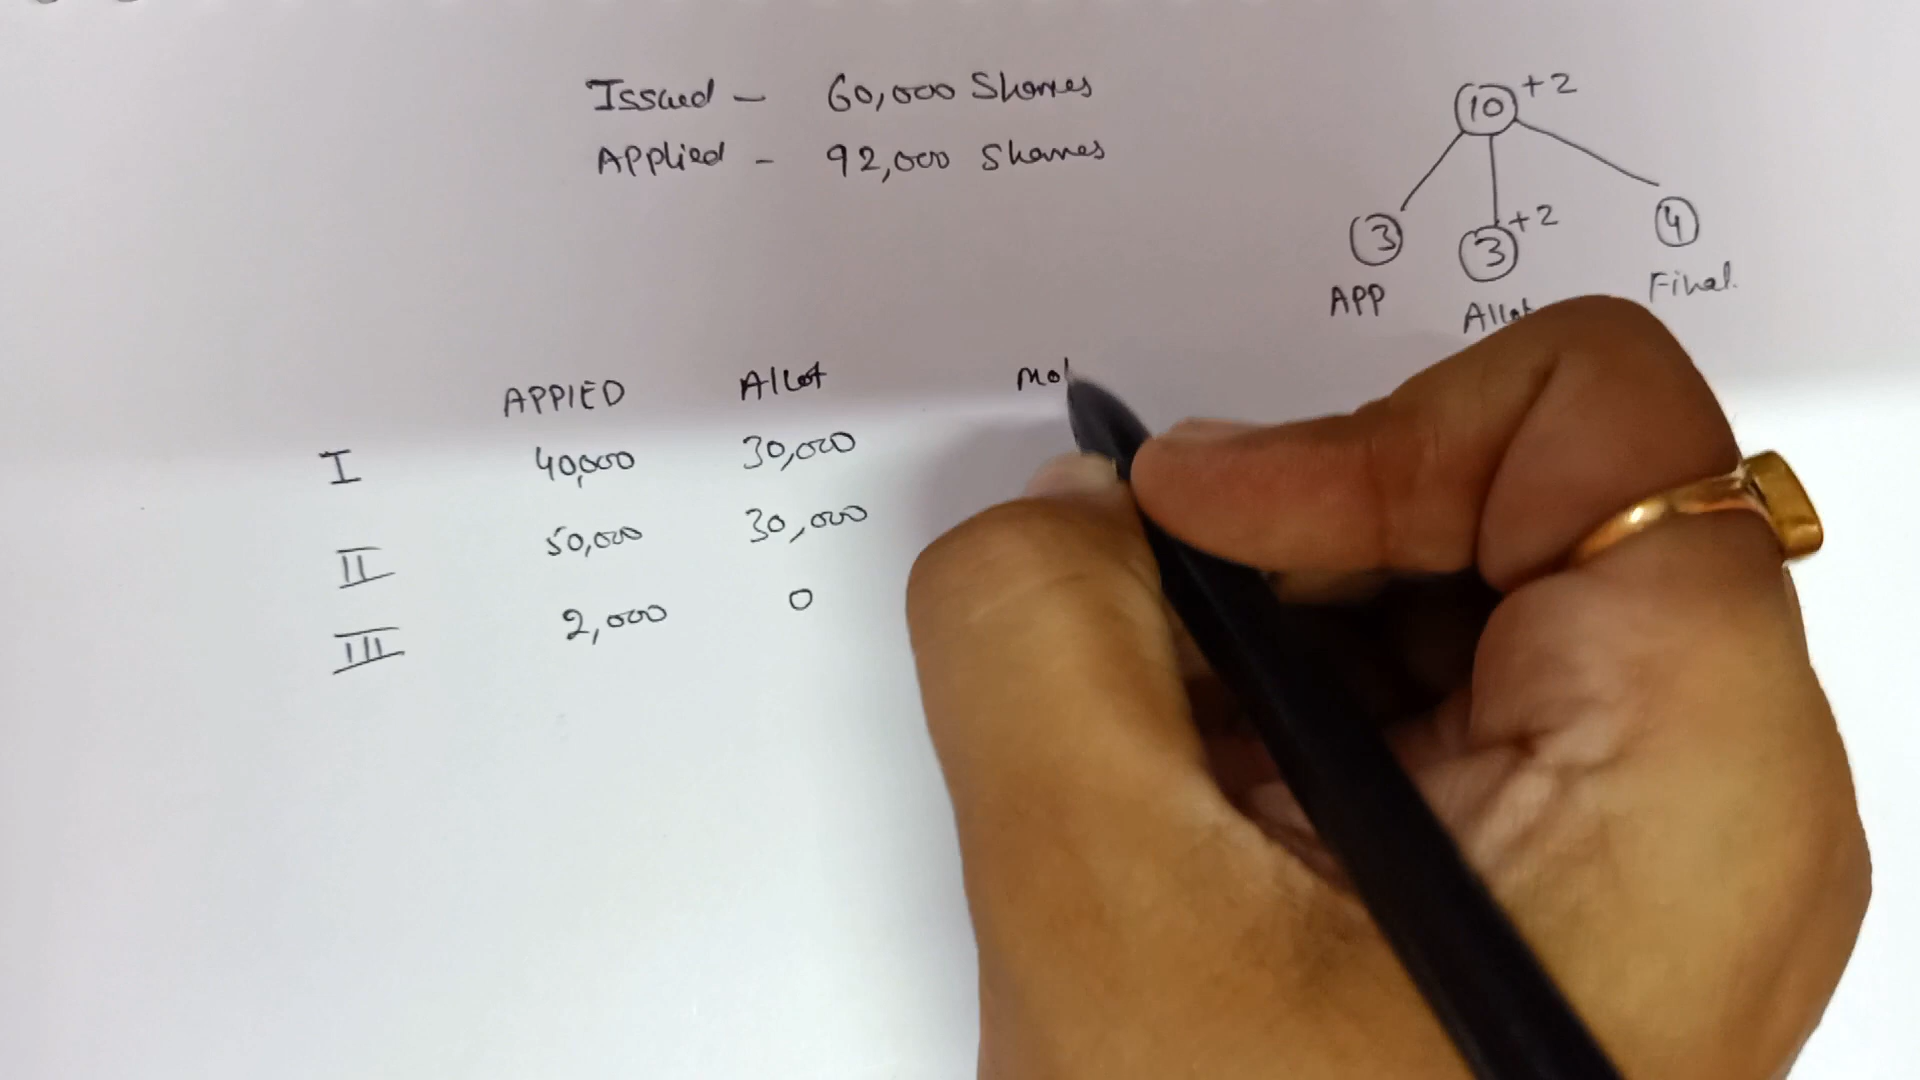 Issued - 60,000 Shares
Applied - 92,000 Shares
10 +2
3 3 +2 4
APP Allot Final.
APPIED Allot
I 40,000 30,000
II 50,000 30,000
III 2,000 0